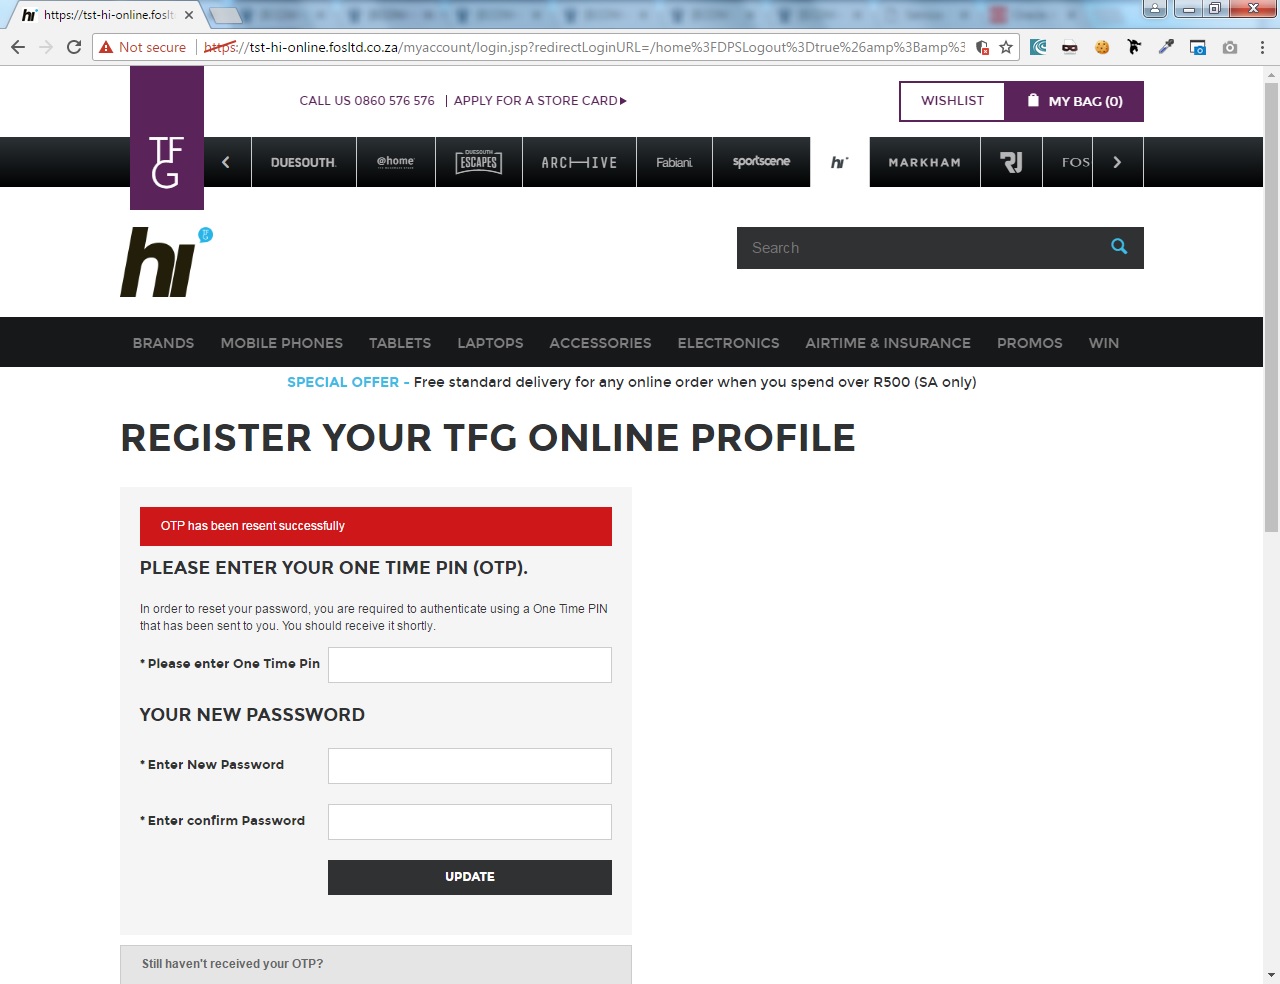 hi https://tst-hi-online.foslt
Not secure https://tst-hi-online.fosltd.co.za/myaccount/login.jsp?redirectLoginURL=/home%3FDPSLogout%3Dtrue%26amp%3Bamp%3
CALL US 0860 576 576 | APPLY FOR A STORE CARD
WISHLIST
MY BAG (0)
TFG
DUESOUTH.
@home
DUESOUTH ESCAPES
ARCHIVE
Fabiani.
sportscene
hi
MARKHAM
RJ
FOS
hi
TFG
Search
BRANDS MOBILE PHONES TABLETS LAPTOPS ACCESSORIES ELECTRONICS AIRTIME & INSURANCE PROMOS WIN
SPECIAL OFFER - Free standard delivery for any online order when you spend over R500 (SA only)
REGISTER YOUR TFG ONLINE PROFILE
OTP has been resent successfully
PLEASE ENTER YOUR ONE TIME PIN (OTP).
In order to reset your password, you are required to authenticate using a One Time PIN
that has been sent to you. You should receive it shortly.
* Please enter One Time Pin
YOUR NEW PASSSWORD
* Enter New Password
* Enter confirm Password
UPDATE
Still haven't received your OTP?